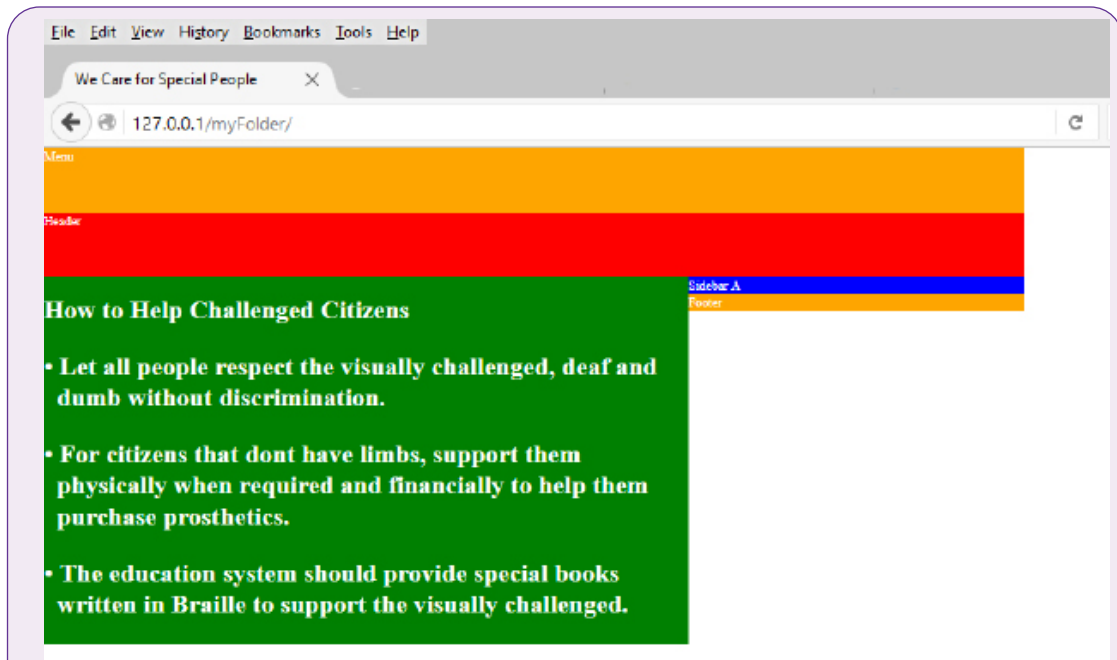 File Edit View History Bookmarks Tools Help
We Care for Special People
127.0.0.1/myFolder/
Menu
Header
Sidebar A
Footer
How to Help Challenged Citizens
• Let all people respect the visually challenged, deaf and
dumb without discrimination.
• For citizens that dont have limbs, support them
physically when required and financially to help them
purchase prosthetics.
• The education system should provide special books
written in Braille to support the visually challenged.